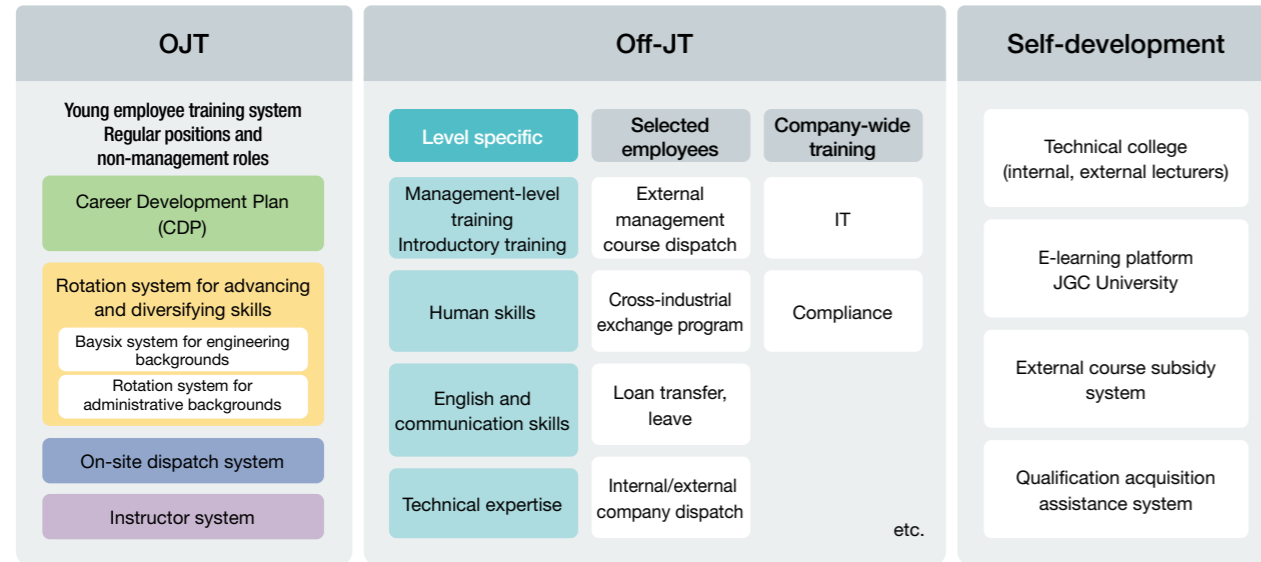 OJT
Young employee training system
Regular positions and
non-management roles
Career Development Plan
(CDP)
Rotation system for advancing
and diversifying skills
Baysix system for engineering
backgrounds
Rotation system for
administrative backgrounds
On-site dispatch system
Instructor system
Off-JT
Level specific
Management-level
training
Introductory training
Human skills
English and
communication skills
Technical expertise
Selected
employees
External
management
course dispatch
Cross-industrial
exchange program
Loan transfer,
leave
Internal/external
company dispatch
Company-wide
training
IT
Compliance
etc.
Self-development
Technical college
(internal, external lecturers)
E-learning platform
JGC University
External course subsidy
system
Qualification acquisition
assistance system